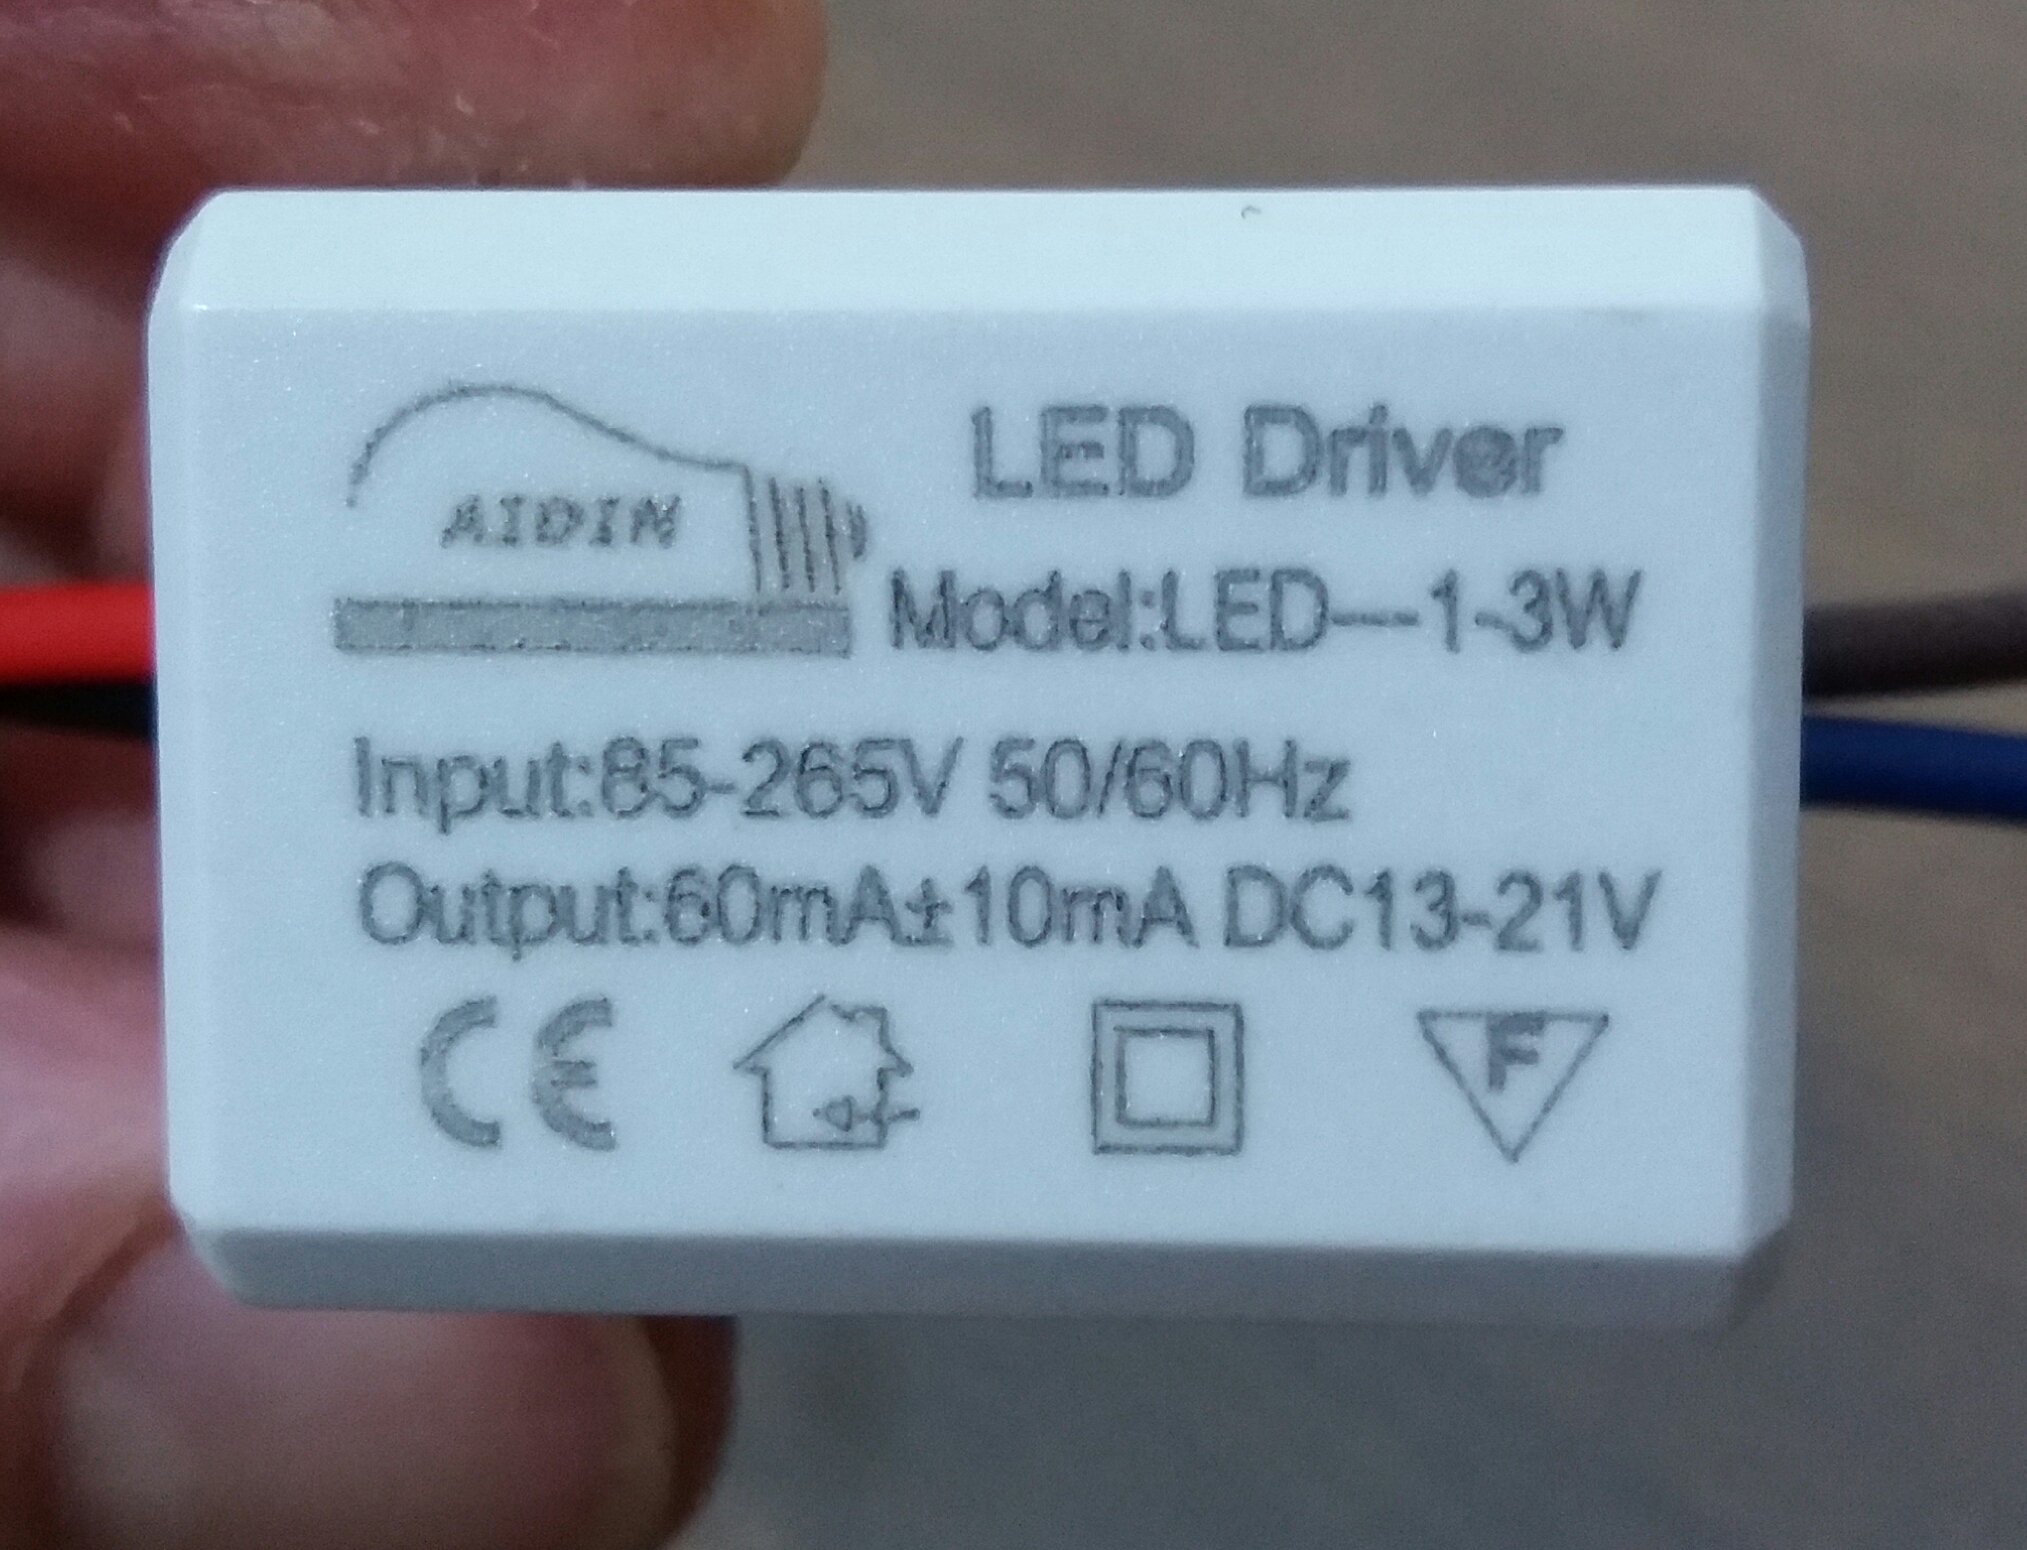 AIDIN
LED Driver
Model:LED---1-3W
Input:85-265V 50/60Hz
Output:60mA±10mA DC13-21V
CE
F